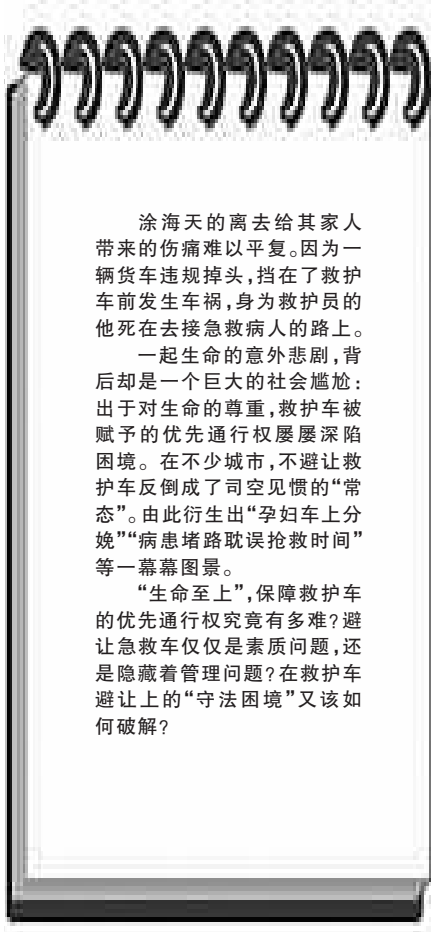 涂海天的离去给其家人
带来的伤痛难以平复。因为一
辆货车违规掉头,挡在了救护
车前发生车祸,身为救护员的
他死在去接急救病人的路上。
一起生命的意外悲剧,背
后却是一个巨大的社会尴尬:
出于对生命的尊重,救护车被
赋予的优先通行权屡屡深陷
困境。在不少城市,不避让救
护车反倒成了司空见惯的“常
态”。由此衍生出“孕妇车上分
娩”“病患堵路耽误抢救时间”
等一幕幕图景。
“生命至上”,保障救护车
的优先通行权究竟有多难?避
让急救车仅仅是素质问题,还
是隐藏着管理问题?在救护车
避让上的“守法困境”又该如
何破解?